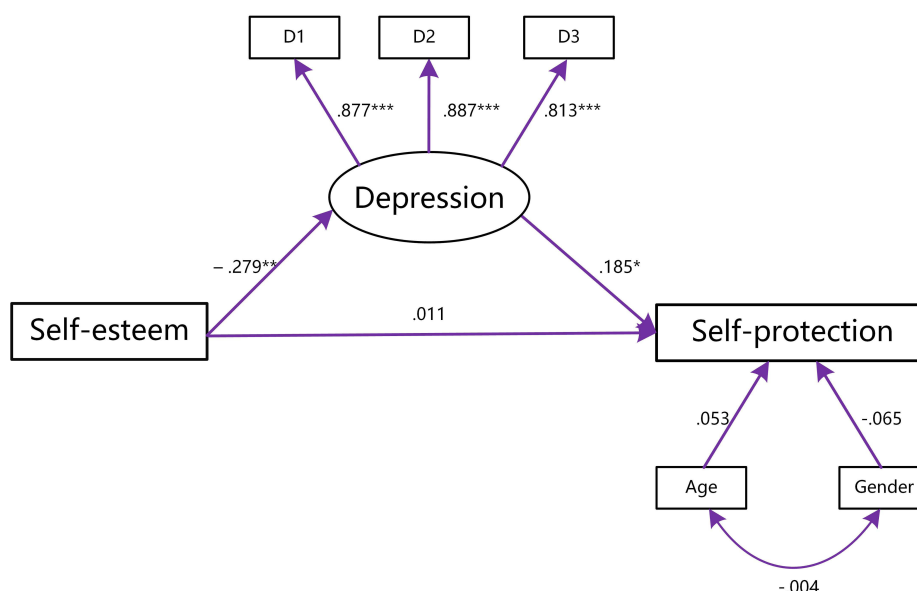 D1
D2
D3
.877***
.887***
.813***
Depression
– .279**
.185*
.011
Self-esteem
Self-protection
.053
-.065
Age
Gender
-.004